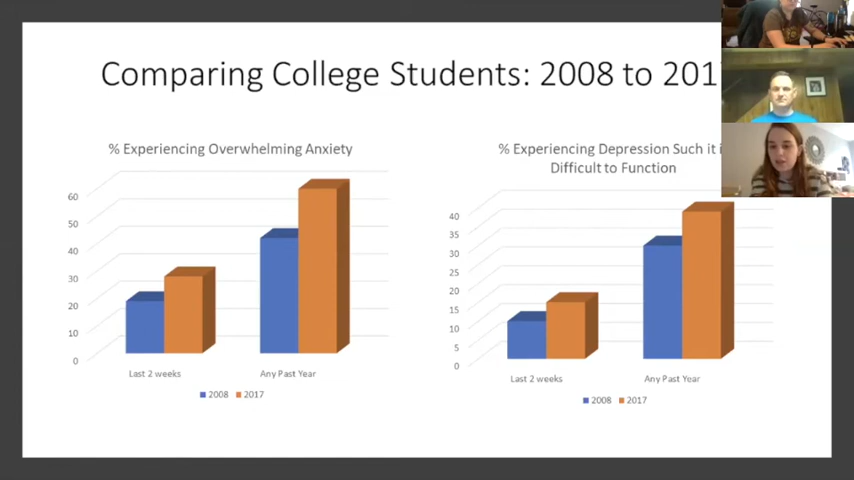 Comparing College Students: 2008 to 201
% Experiencing Overwhelming Anxiety
60
50
40
30
20
10
0
Last 2 weeks
Any Past Year
2008
2017
% Experiencing Depression Such it i
Difficult to Function
40
35
30
25
20
15
10
5
0
Last 2 weeks
Any Past Year
2008
2017